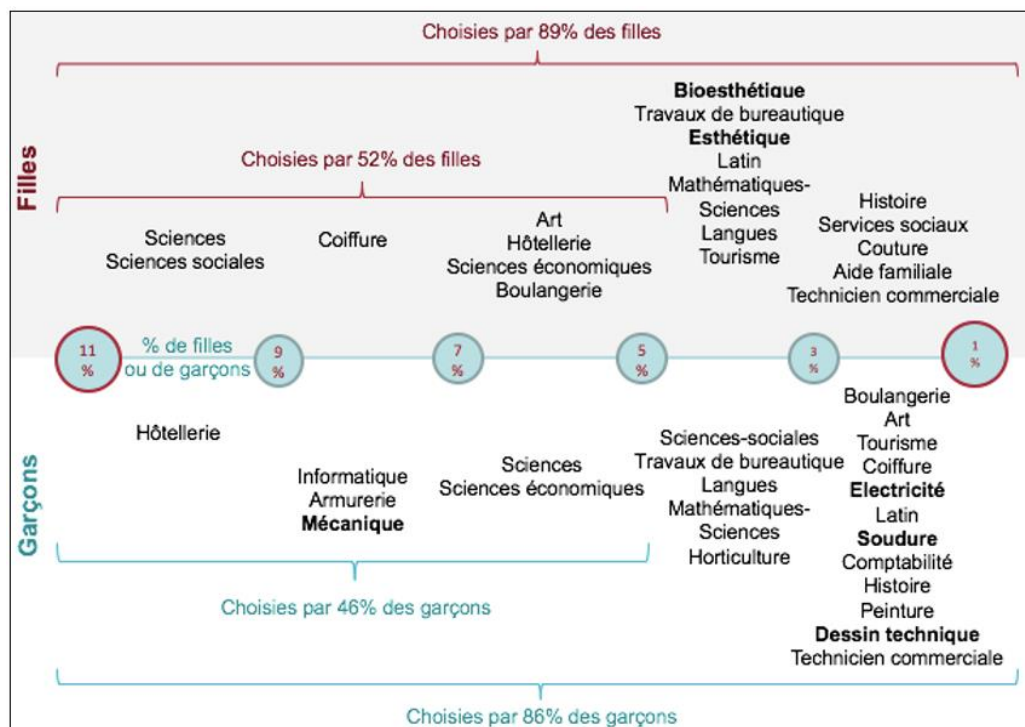 Choisies par 89% des filles
Filles
Choisies par 52% des filles
Sciences
Sciences sociales
Coiffure
Art
Hôtellerie
Sciences économiques
Boulangerie
Bioesthétique
Travaux de bureautique
Esthétique
Latin
Mathématiques-
Sciences
Langues
Tourisme
Histoire
Services sociaux
Couture
Aide familiale
Technicien commerciale
11
%
% de filles
ou de garçons
9
%
7
%
5
%
3
%
1
%
Garçons
Hôtellerie
Informatique
Armurerie
Mécanique
Sciences
Sciences économiques
Sciences-sociales
Travaux de bureautique
Langues
Mathématiques-
Sciences
Horticulture
Boulangerie
Art
Tourisme
Coiffure
Electricité
Latin
Soudure
Comptabilité
Histoire
Peinture
Dessin technique
Technicien commerciale
Choisies par 46% des garçons
Choisies par 86% des garçons